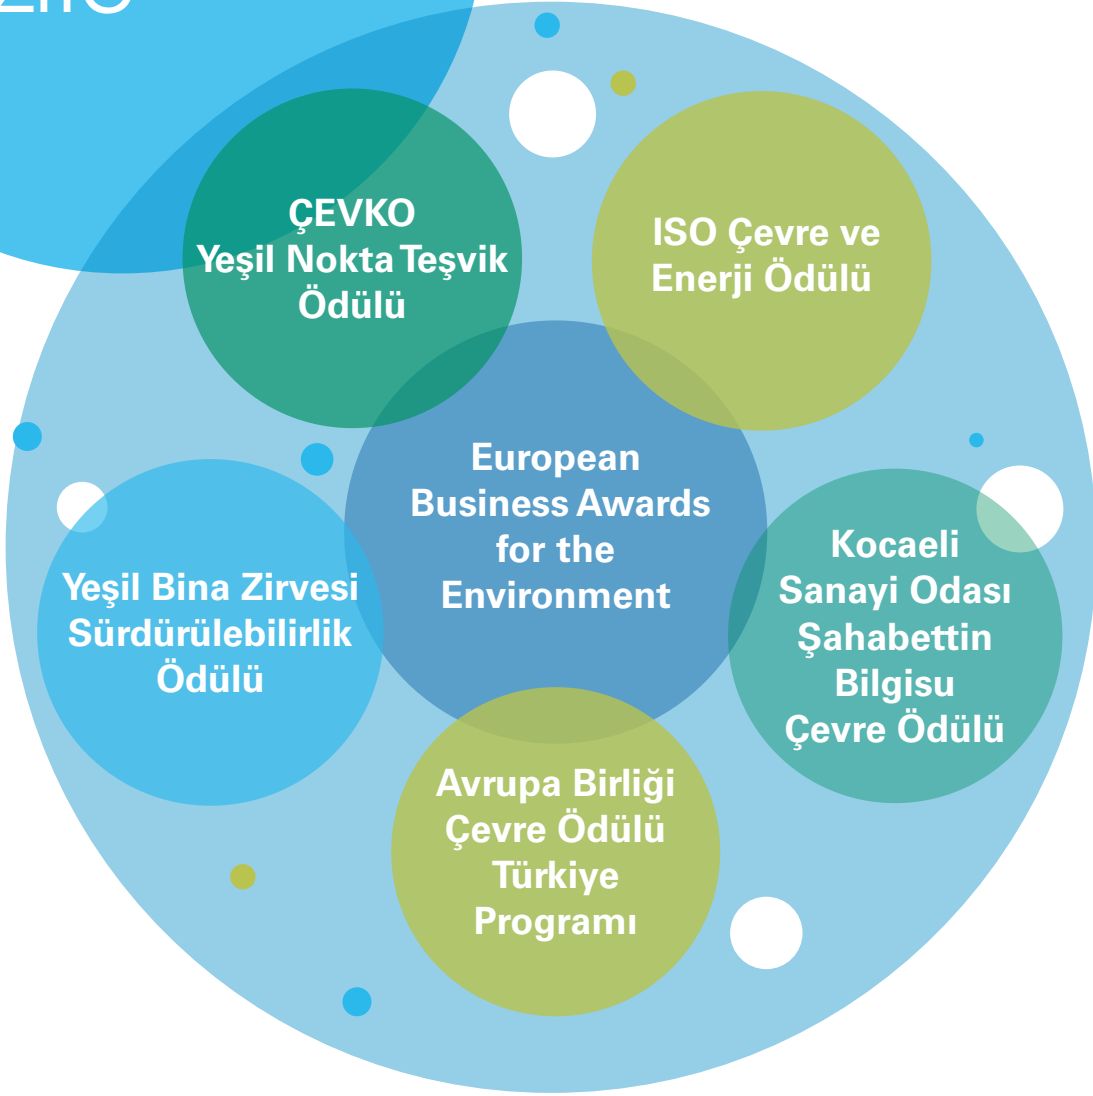 ÇEVKO
Yeşil Nokta Teşvik
Ödülü
ISO Çevre ve
Enerji Ödülü
European
Business Awards
for the
Environment
Yeşil Bina Zirvesi
Sürdürülebilirlik
Ödülü
Kocaeli
Sanayi Odası
Şahabettin
Bilgisu
Çevre Ödülü
Avrupa Birliği
Çevre Ödülü
Türkiye
Programı